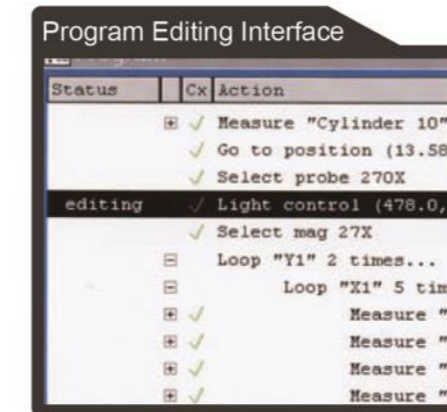 Program Editing Interface
Status Cx Action
Measure "Cylinder 10"
Go to position (13.58
Select probe 270X
editing Light control (478.0,
Select mag 27X
Loop "Y1" 2 times...
Loop "X1" 5 tim
Measure "
Measure "
Measure "
Measure "